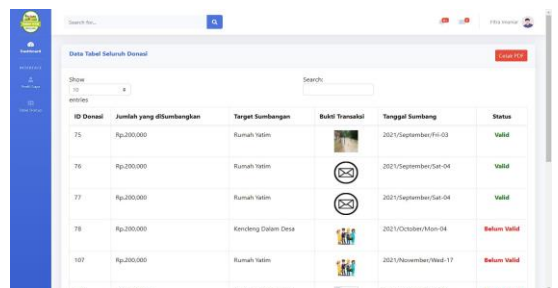 Search for...
Fitra Imaniar
Dashboard
Data Tabel Seluruh Donasi
Cetak PDF
Show
10
entries
Search:
ID Donasi Jumlah yang diSumbangkan Target Sumbangan Bukti Transaksi Tanggal Sumbang Status
75 Rp.200,000 Rumah Yatim 2021/September/Fri-03 Valid
76 Rp.200,000 Rumah Yatim 2021/September/Sat-04 Valid
77 Rp.200,000 Rumah Yatim 2021/September/Sat-04 Valid
78 Rp.200,000 Kencleng Dalam Desa 2021/October/Mon-04 Belum Valid
107 Rp.200,000 Rumah Yatim 2021/November/Wed-17 Belum Valid